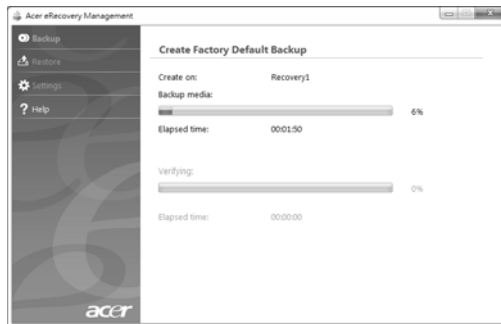 Acer eRecovery Management
Backup
Restore
Settings
? Help
Create Factory Default Backup
Create on: Recovery1
Backup media:
6%
Elapsed time: 00:01:50
Verifying:
0%
Elapsed time: 00:00:00
acer